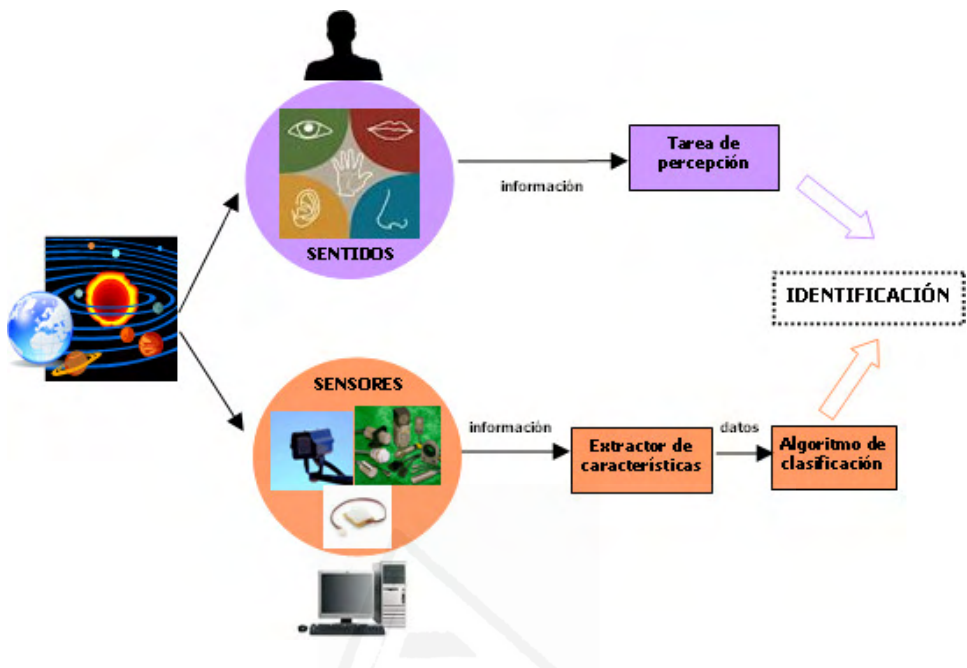 SENTIDOS
información
Tarea de
percepción
IDENTIFICACIÓN
SENSORES
información
Extractor de
características
datos
Algoritmo de
clasificación